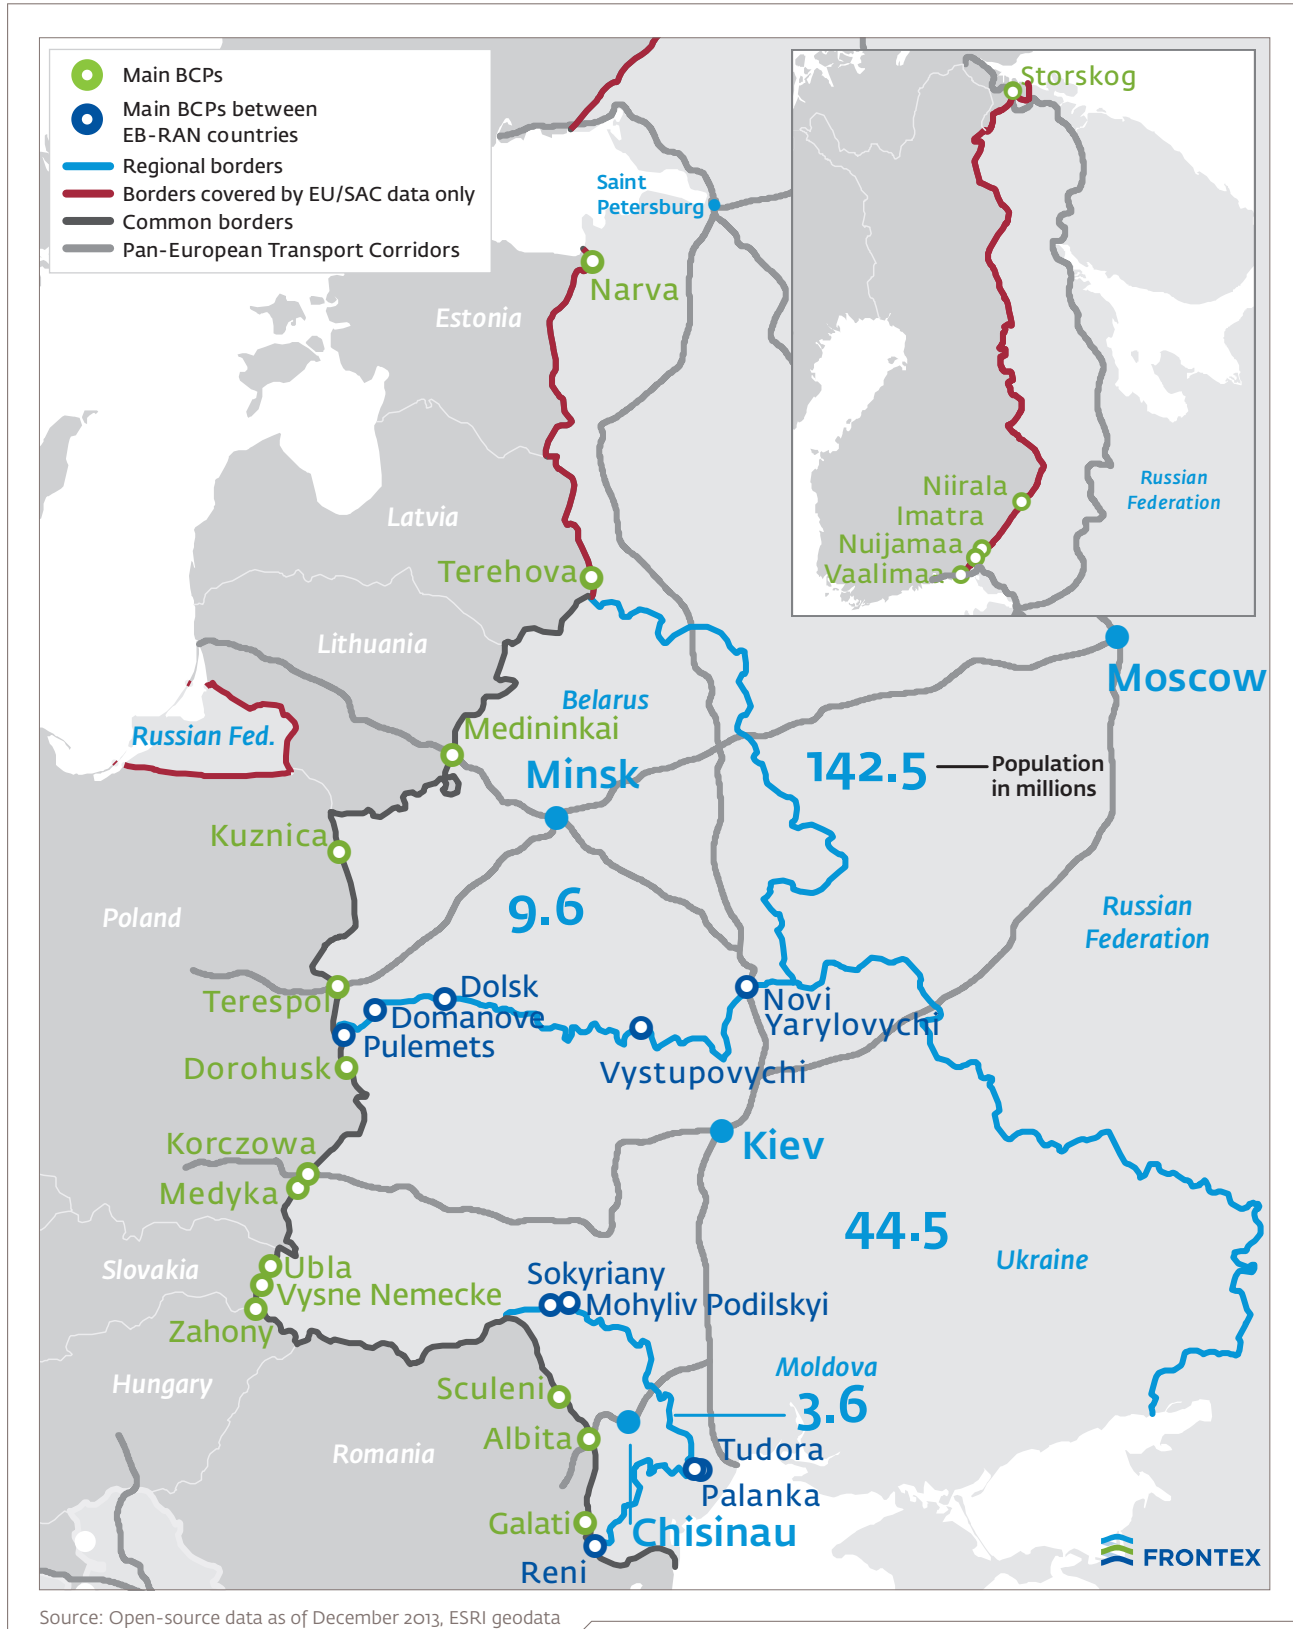 Main BCPs
Main BCPs between
EB-RAN countries
Regional borders
Borders covered by EU/SAC data only
Common borders
Pan-European Transport Corridors
Storskog
Saint
Petersburg
Narva
Estonia
Niirala
Imatra
Nuijamaa
Vaalimaa
Russian
Federation
Latvia
Terehova
Lithuania
Moscow
Belarus
Medininkai
Russian Fed.
Minsk
142.5
Population
in millions
Kuznica
9.6
Poland
Russian
Federation
Terespol
Dolsk
Domanove
Pulemets
Novi
Yarylovychi
Dorohusk
Vystupovychi
Korczowa
Kiev
Medyka
44.5
Slovakia
Ubla
Vysne Nemecke
Zahony
Sokyriany
Mohyliv Podilskyi
Ukraine
Hungary
Moldova
3.6
Sculeni
Albita
Romania
Tudora
Palanka
Galati
Chisinau
Reni
FRONTEX
Source: Open-source data as of December 2013, ESRI geodata